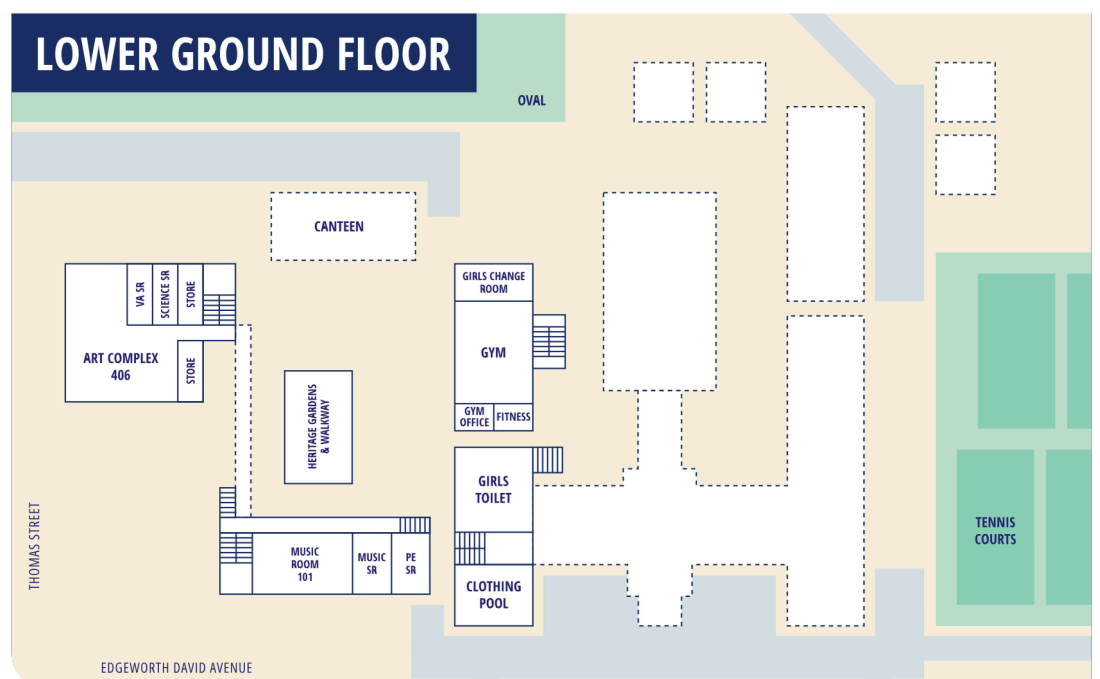 LOWER GROUND FLOOR
OVAL
CANTEEN
VA SR
SCIENCE SR
STORE
GIRLS CHANGE
ROOM
ART COMPLEX
406
STORE
GYM
HERITAGE GARDENS
& WALKWAY
GYM
OFFICE
FITNESS
GIRLS
TOILET
THOMAS STREET
MUSIC
ROOM
101
MUSIC
SR
PE
SR
CLOTHING
POOL
TENNIS
COURTS
EDGEWORTH DAVID AVENUE